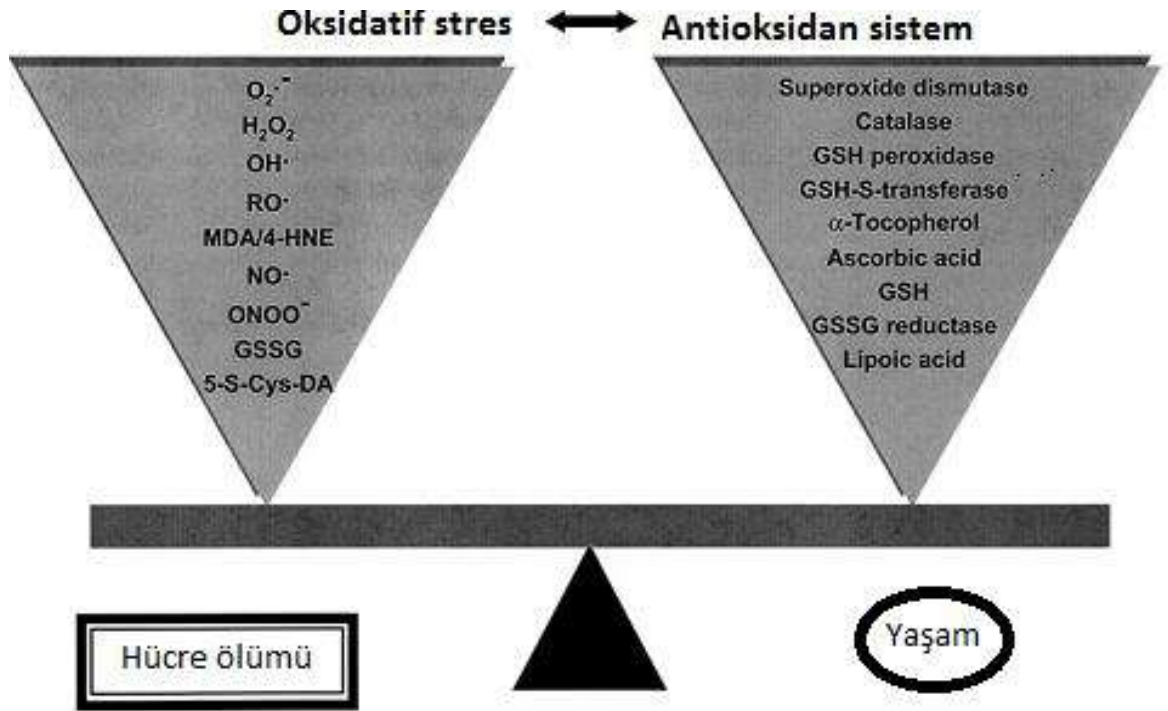 Oksidatif stres
Antioksidan sistem
O₂·⁻
H₂O₂
OH·
RO·
MDA/4-HNE
NO·
ONOO⁻
GSSG
5-S-Cys-DA
Superoxide dismutase
Catalase
GSH peroxidase
GSH-S-transferase
α-Tocopherol
Ascorbic acid
GSH
GSSG reductase
Lipoic acid
Hücre ölümü
Yaşam